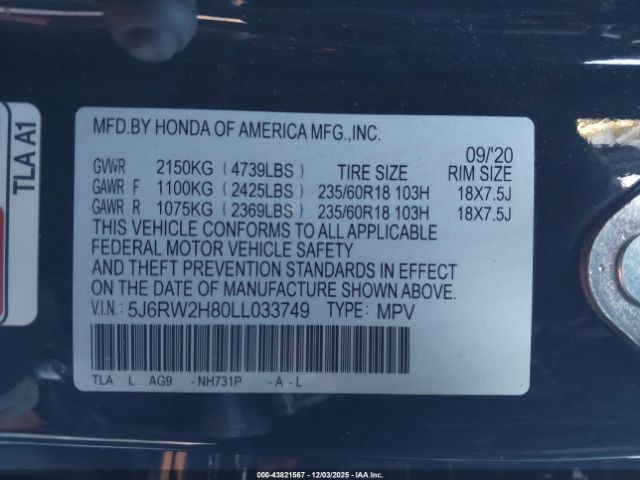 TLA A1
MFD.BY HONDA OF AMERICA MFG.,INC.
09/'20
GVWR 2150KG (4739LBS) TIRE SIZE RIM SIZE
GAWR F 1100KG (2425LBS) 235/60R18 103H 18X7.5J
GAWR R 1075KG (2369LBS) 235/60R18 103H 18X7.5J
THIS VEHICLE CONFORMS TO ALL APPLICABLE
FEDERAL MOTOR VEHICLE SAFETY
AND THEFT PREVENTION STANDARDS IN EFFECT
ON THE DATE OF MANUFACTURE SHOWN ABOVE.
V.I.N.: 5J6RW2H80LL033749 TYPE: MPV
TLA L AG9 -NH731P -A-L
000-43821567 - 12/03/2025 - IAA Inc.